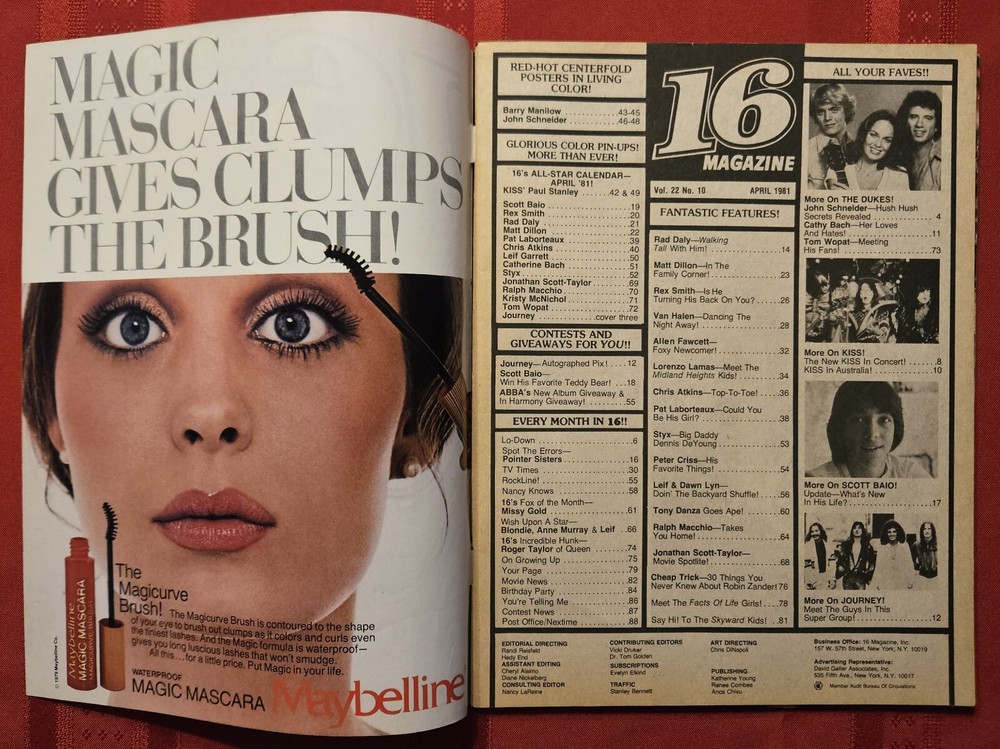 MAGIC
MASCARA
GIVES CLUMPS
THE BRUSH!
The
Magicurve
Brush! The Magicurve Brush is contoured to the shape
of your eye to brush out clumps as it colors and curls even
the tiniest lashes. And the Magic formula is waterproof—
gives you long luscious lashes that won't smudge.
All this...for a little price. Put Magic in your life.
WATERPROOF
MAGIC MASCARA Maybelline
Maybelline
MAGIC MASCARA
© 1979 Maybelline Co.
RED-HOT CENTERFOLD
POSTERS IN LIVING
COLOR!
Barry Manilow 43-45
John Schneider 46-48
GLORIOUS COLOR PIN-UPS!
MORE THAN EVER!
16's ALL-STAR CALENDAR—
APRIL '81!
KISS' Paul Stanley 42 & 49
Scott Baio 19
Rex Smith 20
Rad Daly 21
Matt Dillon 22
Pat Laborteaux 39
Chris Atkins 40
Leif Garrett 50
Catherine Bach 51
Styx 52
Jonathan Scott-Taylor 69
Ralph Macchio 70
Kristy McNichol 71
Tom Wopat 72
Journey cover three
CONTESTS AND
GIVEAWAYS FOR YOU!!
Journey—Autographed Pix! 12
Scott Baio—
Win His Favorite Teddy Bear! 18
ABBA's New Album Giveaway &
In Harmony Giveaway! 55
EVERY MONTH IN 16!!
Lo-Down 6
Spot The Errors—
Pointer Sisters 16
TV Times 30
RockLine! 55
Nancy Knows 58
16's Fox of the Month—
Missy Gold 61
Wish Upon A Star—
Blondie, Anne Murray & Leif 66
16's Incredible Hunk—
Roger Taylor of Queen 74
On Growing Up 75
Your Page 79
Movie News 82
Birthday Party 84
You're Telling Me 86
Contest News 87
Post Office/Nextime 88
16
MAGAZINE
Vol. 22 No. 10 APRIL 1981
FANTASTIC FEATURES!
Rad Daly—Walking
Tall With Him! 14
Matt Dillon—In The
Family Corner! 23
Rex Smith—Is He
Turning His Back On You? 26
Van Halen—Dancing The
Night Away! 28
Allen Fawcett—
Foxy Newcomer! 32
Lorenzo Lamas—Meet The
Midland Heights Kids! 34
Chris Atkins—Top-To-Toe! 36
Pat Laborteaux—Could You
Be His Girl? 38
Styx—Big Daddy
Dennis DeYoung 53
Peter Criss—His
Favorite Things! 54
Leif & Dawn Lyn—
Doin' The Backyard Shuffle! 56
Tony Danza Goes Ape! 60
Ralph Macchio—Takes
You Home! 64
Jonathan Scott-Taylor—
Movie Spotlite! 68
Cheap Trick—30 Things You
Never Knew About Robin Zander! 76
Meet The Facts Of Life Girls! 78
Say Hi! To The Skyward Kids! 81
ALL YOUR FAVES!!
More On THE DUKES!
John Schneider—Hush Hush
Secrets Revealed 4
Cathy Bach—Her Loves
And Hates! 11
Tom Wopat—Meeting
His Fans! 73
More On KISS!
The New KISS In Concert! 8
KISS In Australia! 10
More On SCOTT BAIO!
Update—What's New
In His Life? 17
More On JOURNEY!
Meet The Guys In This
Super Group! 12
EDITORIAL DIRECTING
Randi Reisfeld
Hedy End
ASSISTANT EDITING
Cheryl Alaimo
Diane Nickelberg
CONSULTING EDITOR
Nancy LaReine
CONTRIBUTING EDITORS
Vicki Drukar
Dr. Tom Golden
SUBSCRIPTIONS
Evelyn Elkind
TRAFFIC
Stanley Bennett
ART DIRECTING
Chris DiNapoli
PUBLISHING
Katherine Young
Renee Combes
Anos Chivu
Business Office: 16 Magazine, Inc.
157 W. 57th Street, New York, N.Y. 10019
Advertising Representative:
David Geller Associates, Inc.
535 Fifth Ave., New York, N.Y. 10017
Member Audit Bureau Of Cirqulations